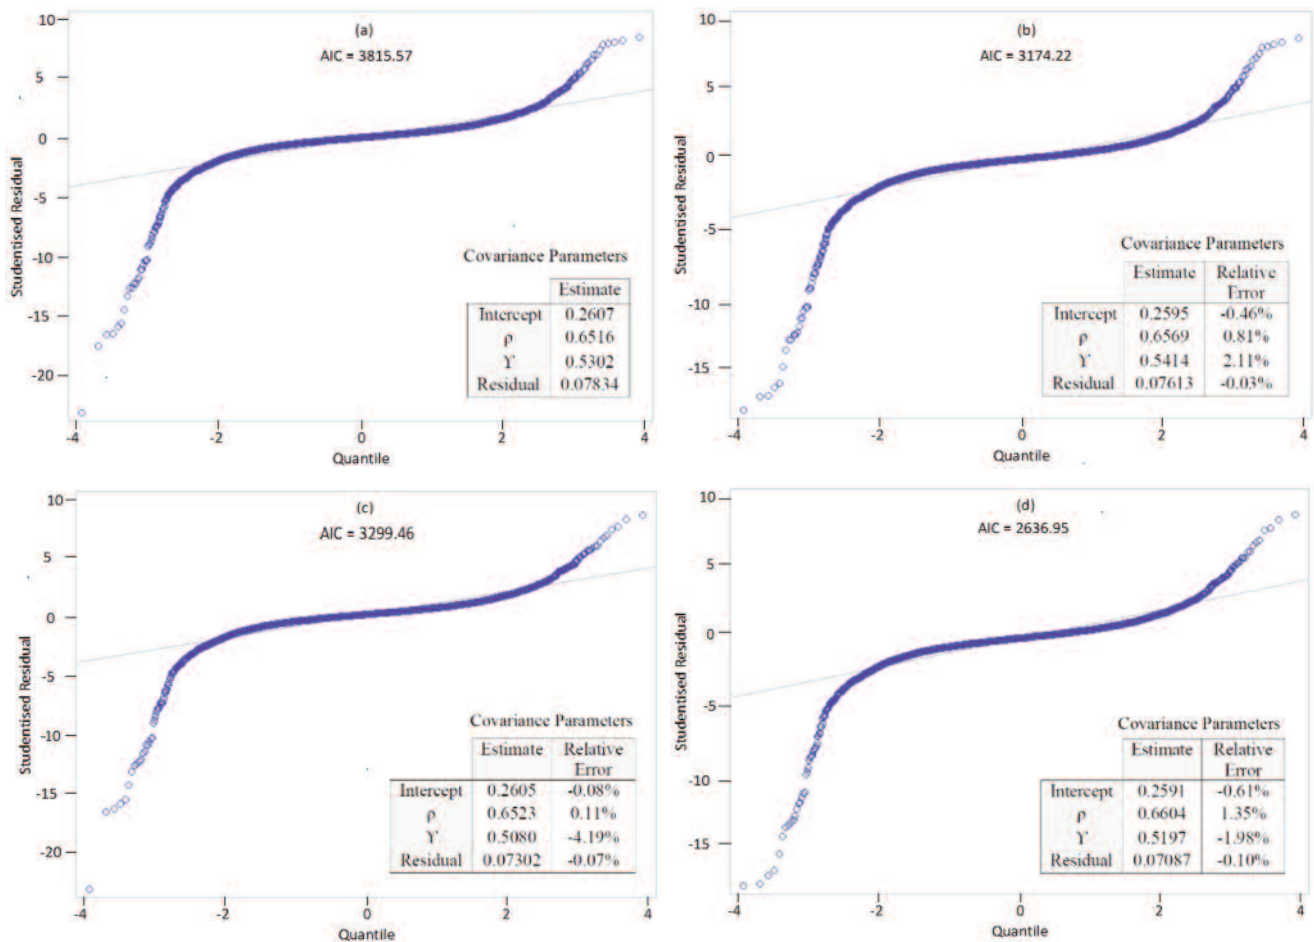 (a)
AIC = 3815.57
10
5
0
-5
-10
-15
-20
Studentised Residual
Covariance Parameters
Estimate
Intercept 0.2607
ρ 0.6516
ϒ 0.5302
Residual 0.07834
-4 -2 0 2 4
Quantile
(b)
AIC = 3174.22
10
5
0
-5
-10
-15
Studentised Residual
Covariance Parameters
Estimate Relative
Error
Intercept 0.2595 -0.46%
ρ 0.6569 0.81%
ϒ 0.5414 2.11%
Residual 0.07613 -0.03%
-4 -2 0 2 4
Quantile
(c)
AIC = 3299.46
10
5
0
-5
-10
-15
-20
Studentised Residual
Covariance Parameters
Estimate Relative
Error
Intercept 0.2605 -0.08%
ρ 0.6523 0.11%
ϒ 0.5080 -4.19%
Residual 0.07302 -0.07%
-4 -2 0 2 4
Quantile
(d)
AIC = 2636.95
10
5
0
-5
-10
-15
Studentised Residual
Covariance Parameters
Estimate Relative
Error
Intercept 0.2591 -0.61%
ρ 0.6604 1.35%
ϒ 0.5197 -1.98%
Residual 0.07087 -0.10%
-4 -2 0 2 4
Quantile